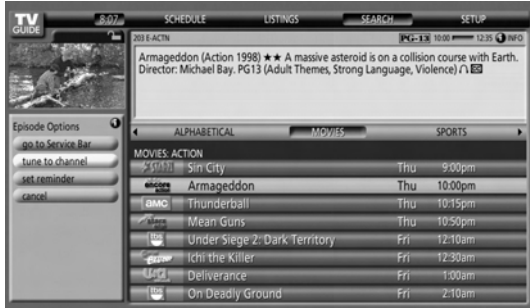 TV GUIDE 8:07 SCHEDULE LISTINGS SEARCH SETUP
203 E-ACTN PG-13 10:00 12:35 INFO
Armageddon (Action 1998) ★★ A massive asteroid is on a collision course with Earth.
Director: Michael Bay. PG13 (Adult Themes, Strong Language, Violence)
Episode Options
go to Service Bar
tune to channel
set reminder
cancel
ALPHABETICAL MOVIES SPORTS
MOVIES: ACTION
Sin City Thu 9:00pm
encore Armageddon Thu 10:00pm
amc Thunderball Thu 10:15pm
Mean Guns Thu 10:50pm
tbs Under Siege 2: Dark Territory Fri 12:10am
Ichi the Killer Fri 12:30am
Deliverance Fri 1:00am
tbs On Deadly Ground Fri 2:10am